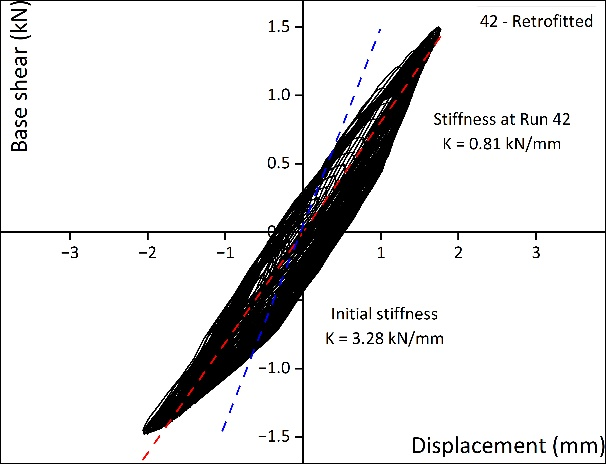 Base shear (kN)
42 - Retrofitted
1.5
1.0
0.5
0
−1.0
−1.5
−3
−2
−1
1
2
3
Stiffness at Run 42
K = 0.81 kN/mm
Initial stiffness
K = 3.28 kN/mm
Displacement (mm)